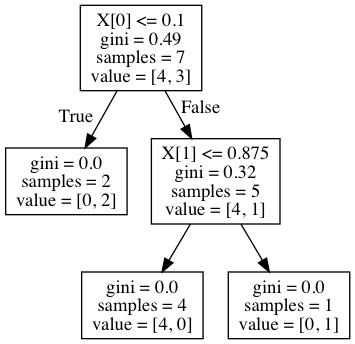 X[0] <= 0.1
gini = 0.49
samples = 7
value = [4, 3]
True
False
gini = 0.0
samples = 2
value = [0, 2]
X[1] <= 0.875
gini = 0.32
samples = 5
value = [4, 1]
gini = 0.0
samples = 4
value = [4, 0]
gini = 0.0
samples = 1
value = [0, 1]